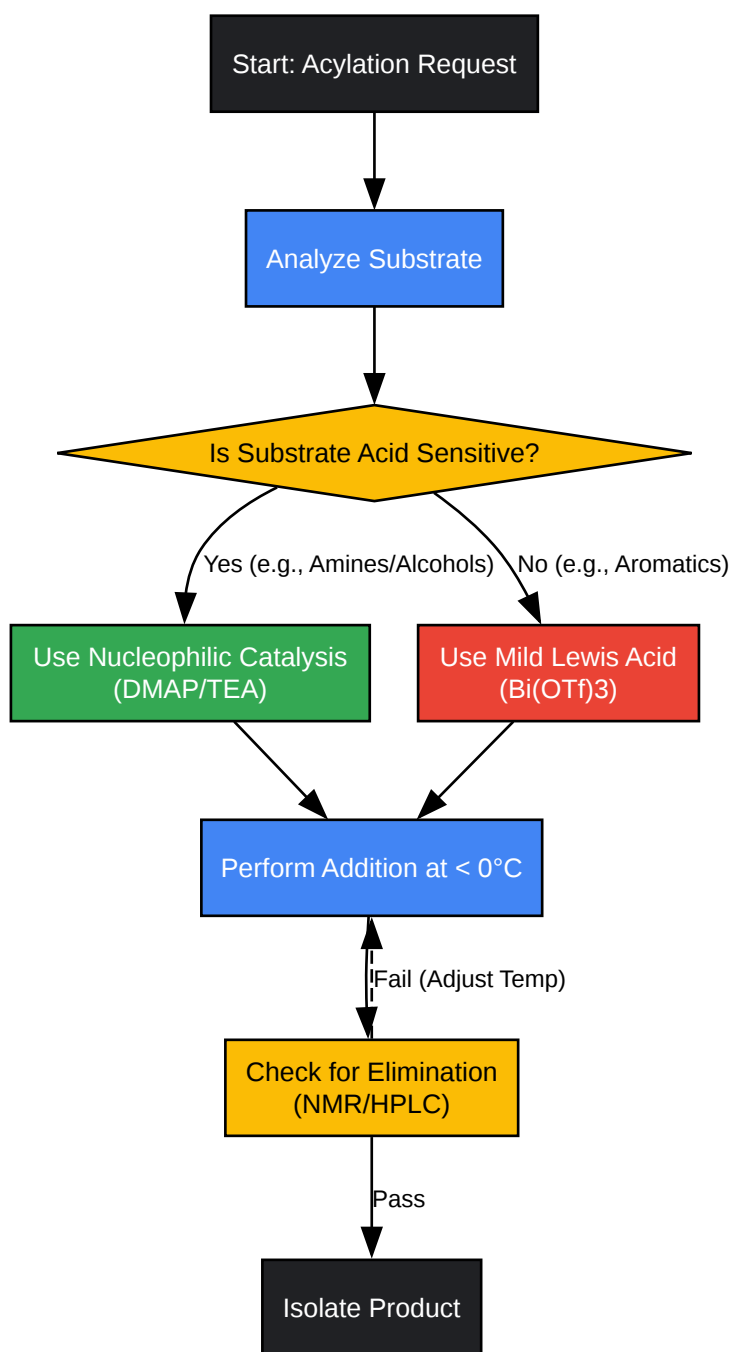 Start: Acylation Request
Analyze Substrate
Is Substrate Acid Sensitive?
Yes (e.g., Amines/Alcohols)
No (e.g., Aromatics)
Use Nucleophilic Catalysis
(DMAP/TEA)
Use Mild Lewis Acid
(Bi(OTf)3)
Perform Addition at < 0°C
Fail (Adjust Temp)
Check for Elimination
(NMR/HPLC)
Pass
Isolate Product